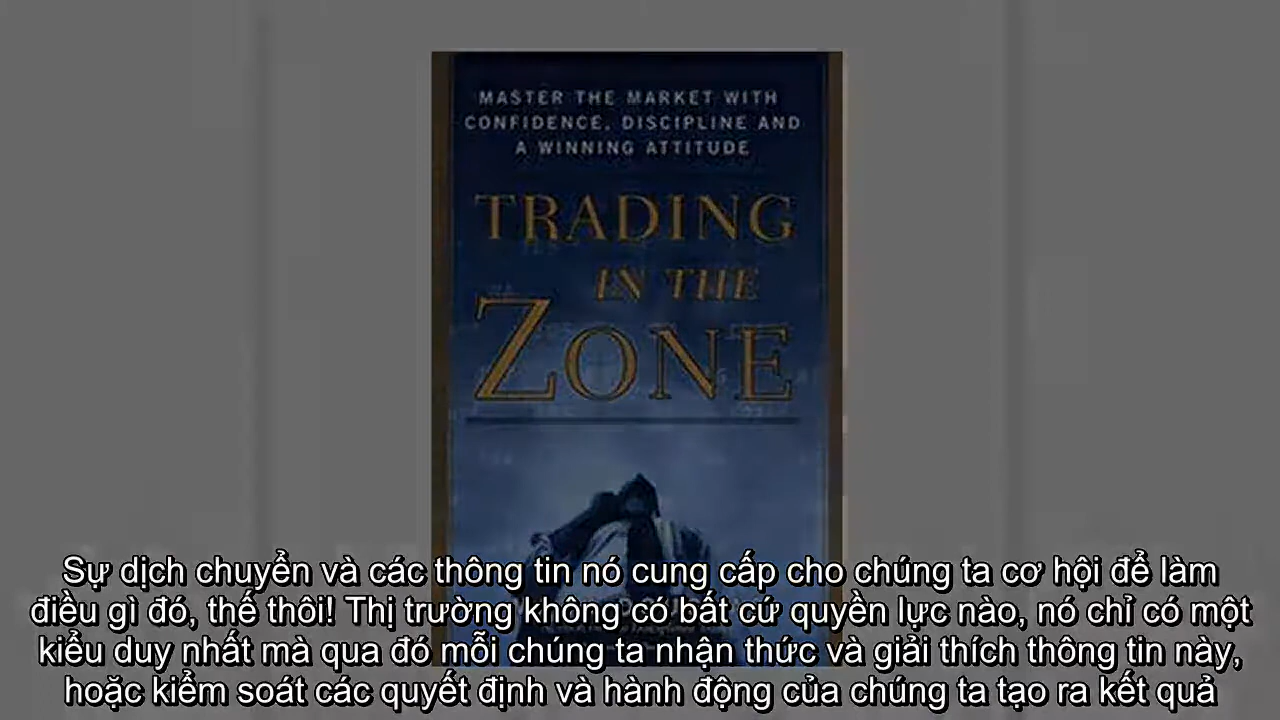 MASTER THE MARKET WITH
CONFIDENCE, DISCIPLINE AND
A WINNING ATTITUDE
TRADING
IN THE
ZONE
Sự dịch chuyển và các thông tin nó cung cấp cho chúng ta cơ hội để làm
điều gì đó, thế thôi! Thị trường không có bất cứ quyền lực nào, nó chỉ có một
kiểu duy nhất mà qua đó mỗi chúng ta nhận thức và giải thích thông tin này,
hoặc kiểm soát các quyết định và hành động của chúng ta tạo ra kết quả